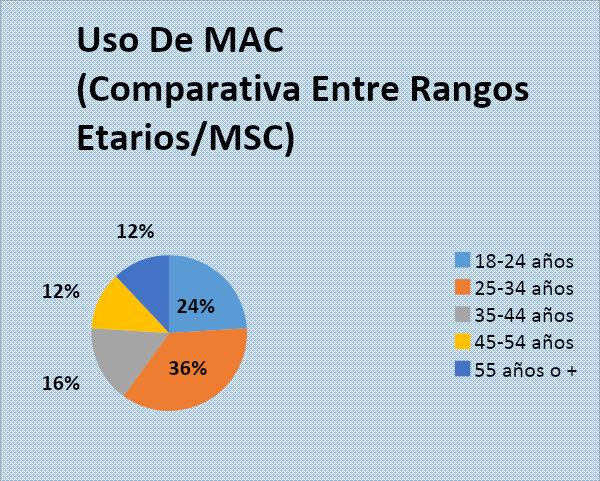 Uso De MAC
(Comparativa Entre Rangos
Etarios/MSC)
12%
24%
12%
36%
16%
18-24 años
25-34 años
35-44 años
45-54 años
55 años o +